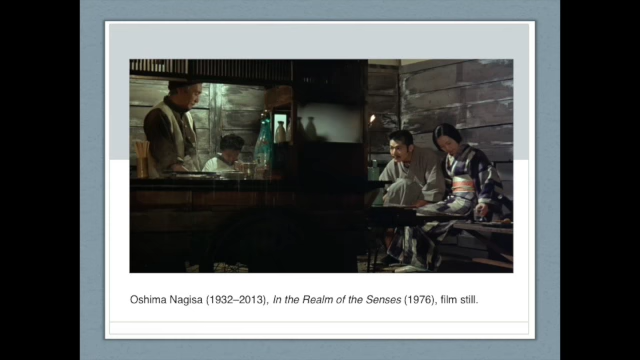 Oshima Nagisa (1932–2013), In the Realm of the Senses (1976), film still.